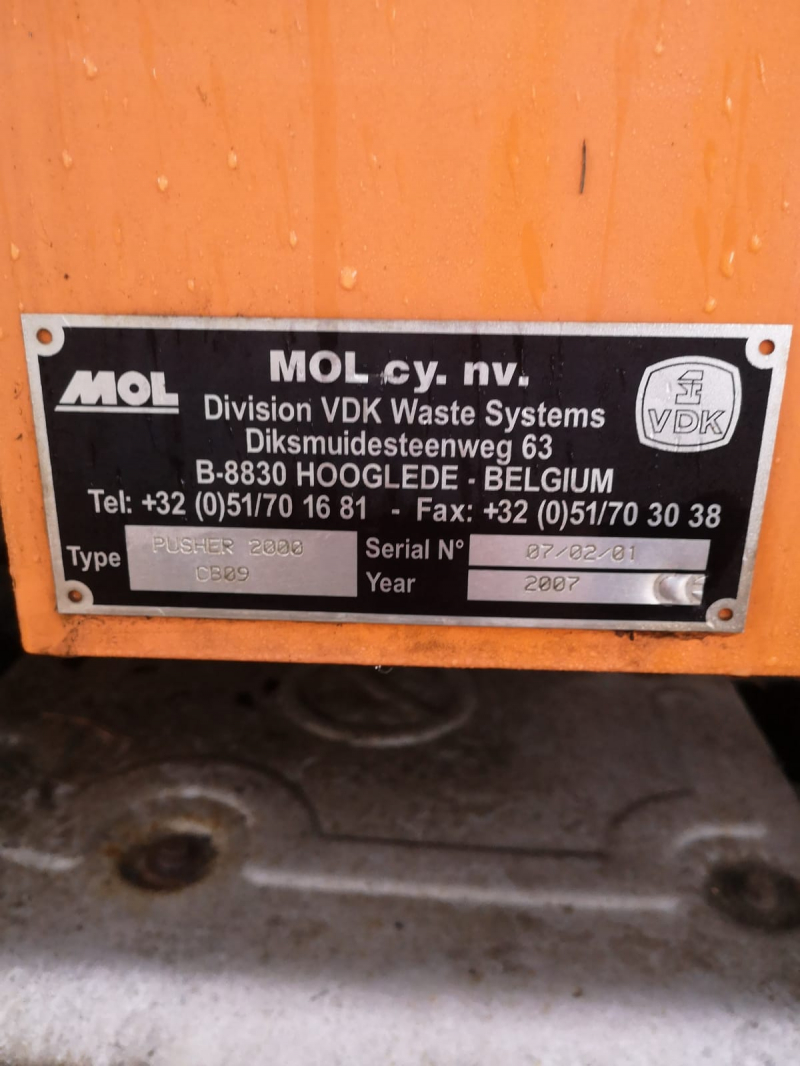 MOL
MOL cy. nv.
Division VDK Waste Systems
Diksmuidesteenweg 63
B-8830 HOOGLEDE - BELGIUM
Tel: +32 (0)51/70 16 81 - Fax: +32 (0)51/70 30 38
VDK
Type PUSHER 2000
CB09
Serial N° 07/02/01
Year 2007